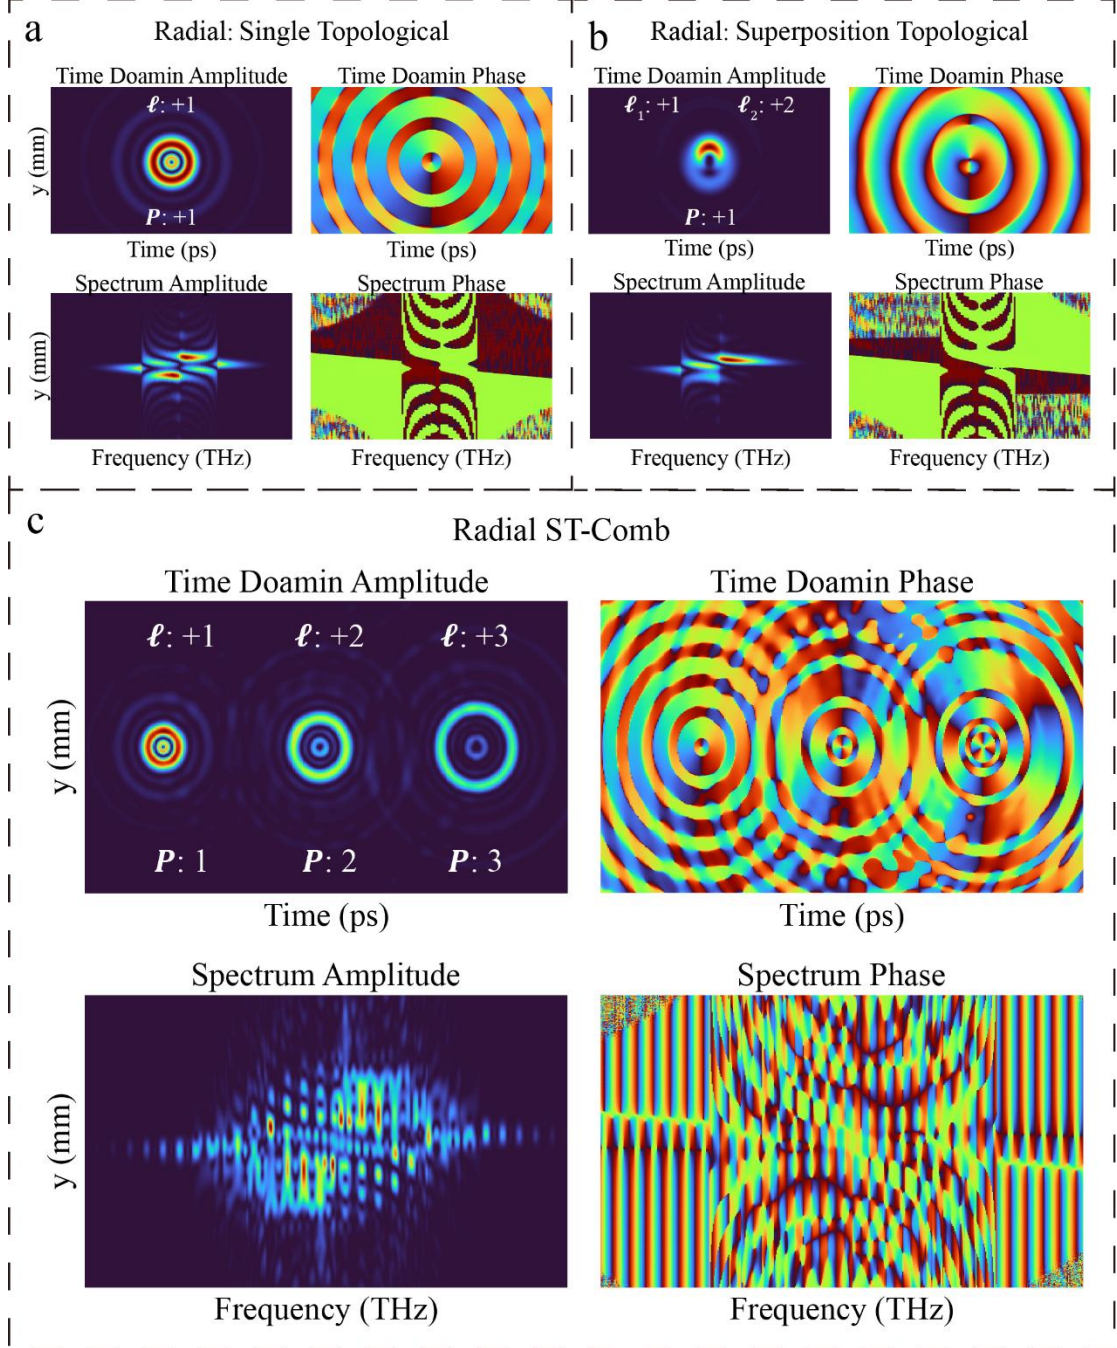 a
Radial: Single Topological
Time Doamin Amplitude
Time Doamin Phase
ℓ: +1
P: +1
y (mm)
Time (ps)
Time (ps)
Spectrum Amplitude
Spectrum Phase
y (mm)
Frequency (THz)
Frequency (THz)
b
Radial: Superposition Topological
Time Doamin Amplitude
Time Doamin Phase
ℓ₁: +1
ℓ₂: +2
P: +1
Time (ps)
Time (ps)
Spectrum Amplitude
Spectrum Phase
Frequency (THz)
Frequency (THz)
c
Radial ST-Comb
Time Doamin Amplitude
Time Doamin Phase
ℓ: +1
ℓ: +2
ℓ: +3
y (mm)
P: 1
P: 2
P: 3
Time (ps)
Time (ps)
Spectrum Amplitude
Spectrum Phase
y (mm)
Frequency (THz)
Frequency (THz)